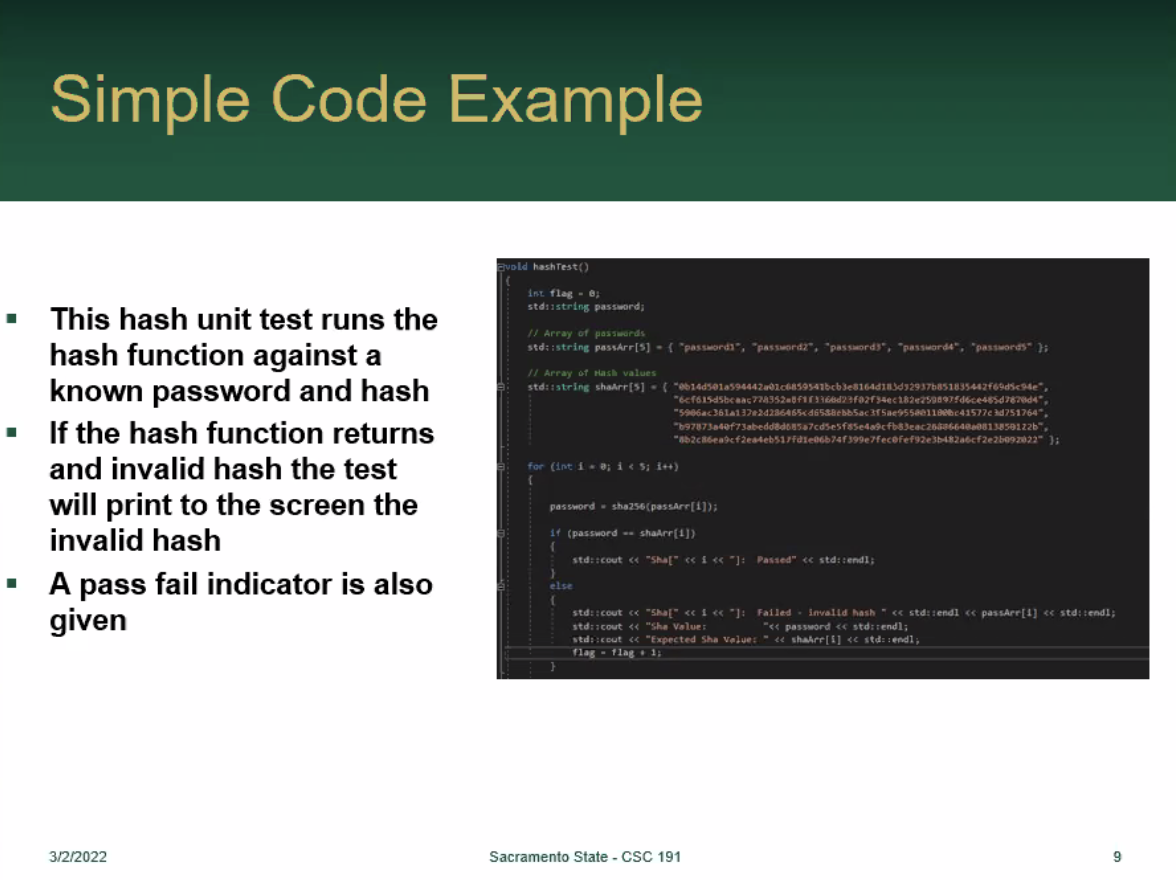 Simple Code Example
This hash unit test runs the
hash function against a
known password and hash
If the hash function returns
and invalid hash the test
will print to the screen the
invalid hash
A pass fail indicator is also
given
void hashTest()
{
int flag = 0;
std::string password;
// Array of passwords
std::string passArr[5] = { "password1", "password2", "password3", "password4", "password5" };
// Array of Hash values
std::string shaArr[5] = {
for (int i = 0; i < 5; i++)
{
password = sha256(passArr[i]);
if (password == shaArr[i])
{
std::cout << "Sha[" << i << "]:  Passed" << std::endl;
}
else
{
std::cout << "Sha[" << i << "]:  Failed - invalid hash " << std::endl << passArr[i] << std::endl;
std::cout << "Sha Value:            "<< password << std::endl;
std::cout << "Expected Sha Value: " << shaArr[i] << std::endl;
flag = flag + 1;
}
3/2/2022
Sacramento State - CSC 191
9